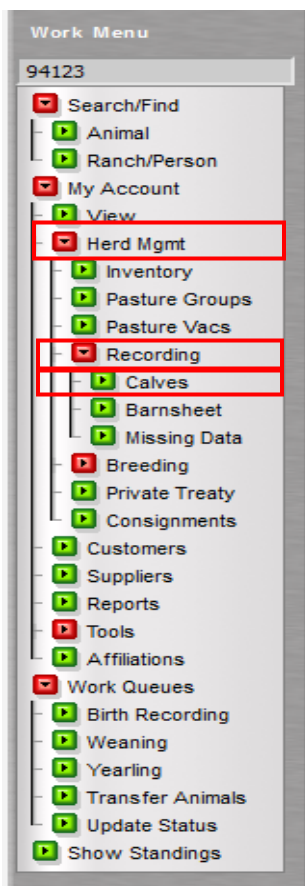 Work Menu
94123
Search/Find
Animal
Ranch/Person
My Account
View
Herd Mgmt
Inventory
Pasture Groups
Pasture Vacs
Recording
Calves
Barnsheet
Missing Data
Breeding
Private Treaty
Consignments
Customers
Suppliers
Reports
Tools
Affiliations
Work Queues
Birth Recording
Weaning
Yearling
Transfer Animals
Update Status
Show Standings